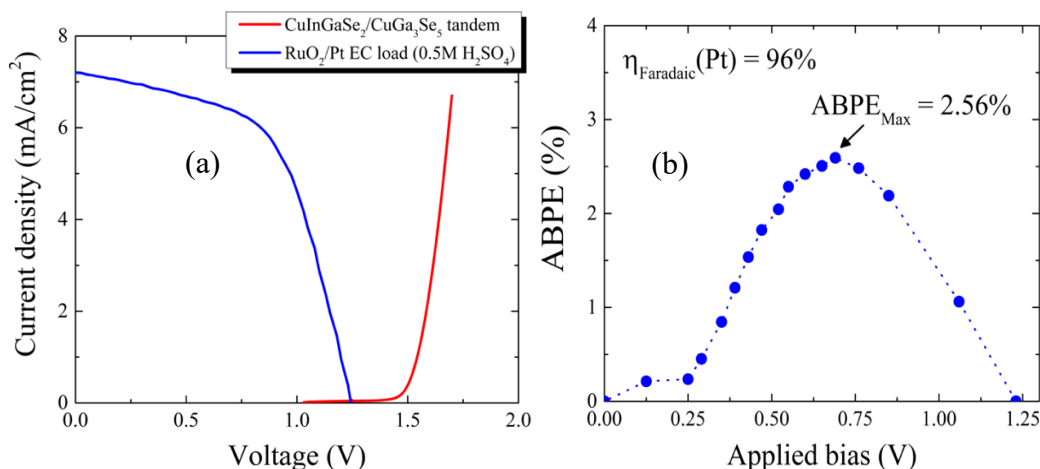 CuInGaSe₂/CuGa₃Se₅ tandem
RuO₂/Pt EC load (0.5M H₂SO₄)
(a)
Current density (mA/cm²)
8
6
4
2
0
0.0 0.5 1.0 1.5 2.0
Voltage (V)
η_Faradaic(Pt) = 96%
ABPE_Max = 2.56%
(b)
ABPE (%)
4
3
2
1
0
0.00 0.25 0.50 0.75 1.00 1.25
Applied bias (V)